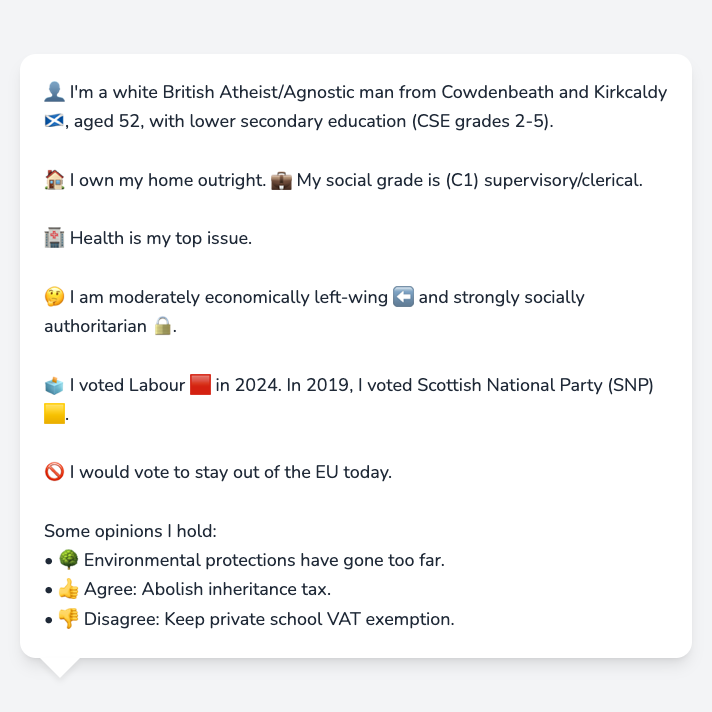 👤 I'm a white British Atheist/Agnostic man from Cowdenbeath and Kirkcaldy
🏴󠁧󠁢󠁳󠁣󠁴󠁿, aged 52, with lower secondary education (CSE grades 2-5).
🏠 I own my home outright. 💼 My social grade is (C1) supervisory/clerical.
🏥 Health is my top issue.
🤔 I am moderately economically left-wing ⬅️ and strongly socially
authoritarian 🔒.
🗳️ I voted Labour 🟥 in 2024. In 2019, I voted Scottish National Party (SNP)
🟨.
🚫 I would vote to stay out of the EU today.
Some opinions I hold:
• 🌳 Environmental protections have gone too far.
• 👍 Agree: Abolish inheritance tax.
• 👎 Disagree: Keep private school VAT exemption.